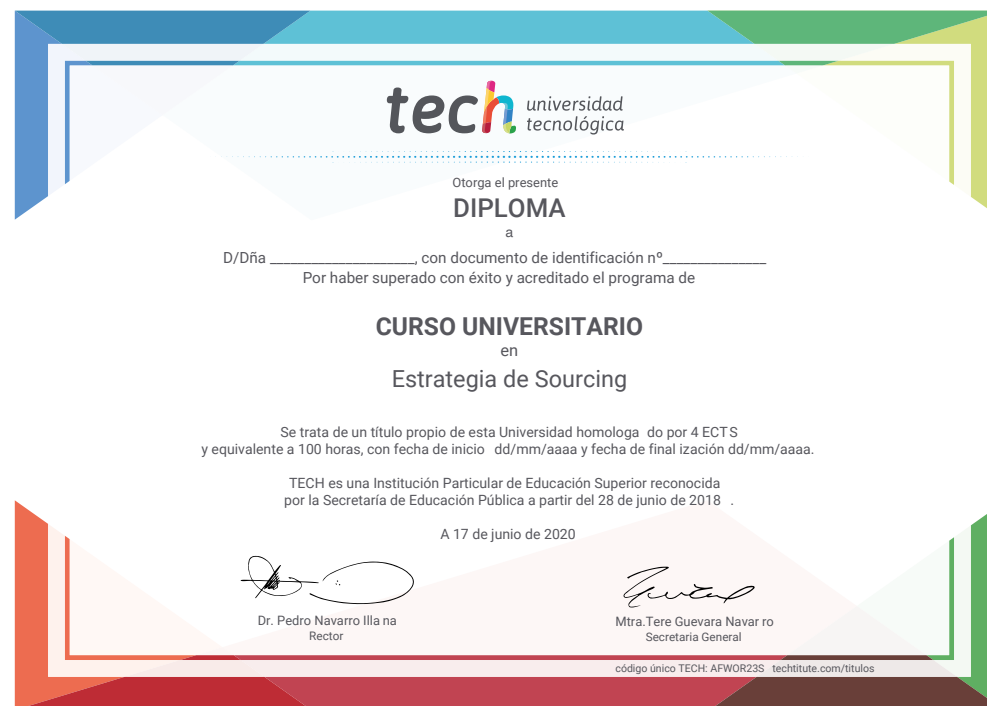 tech universidad
tecnológica
Otorga el presente
DIPLOMA
a
D/Dña _____________________, con documento de identificación nº_______________
Por haber superado con éxito y acreditado el programa de
CURSO UNIVERSITARIO
en
Estrategia de Sourcing
Se trata de un título propio de esta Universidad homologa do por 4 ECTS
y equivalente a 100 horas, con fecha de inicio dd/mm/aaaa y fecha de final ización dd/mm/aaaa.
TECH es una Institución Particular de Educación Superior reconocida
por la Secretaría de Educación Pública a partir del 28 de junio de 2018 .
A 17 de junio de 2020
Dr. Pedro Navarro Illa na
Rector
Mtra.Tere Guevara Navar ro
Secretaria General
código único TECH: AFWOR23S techtitute.com/titulos